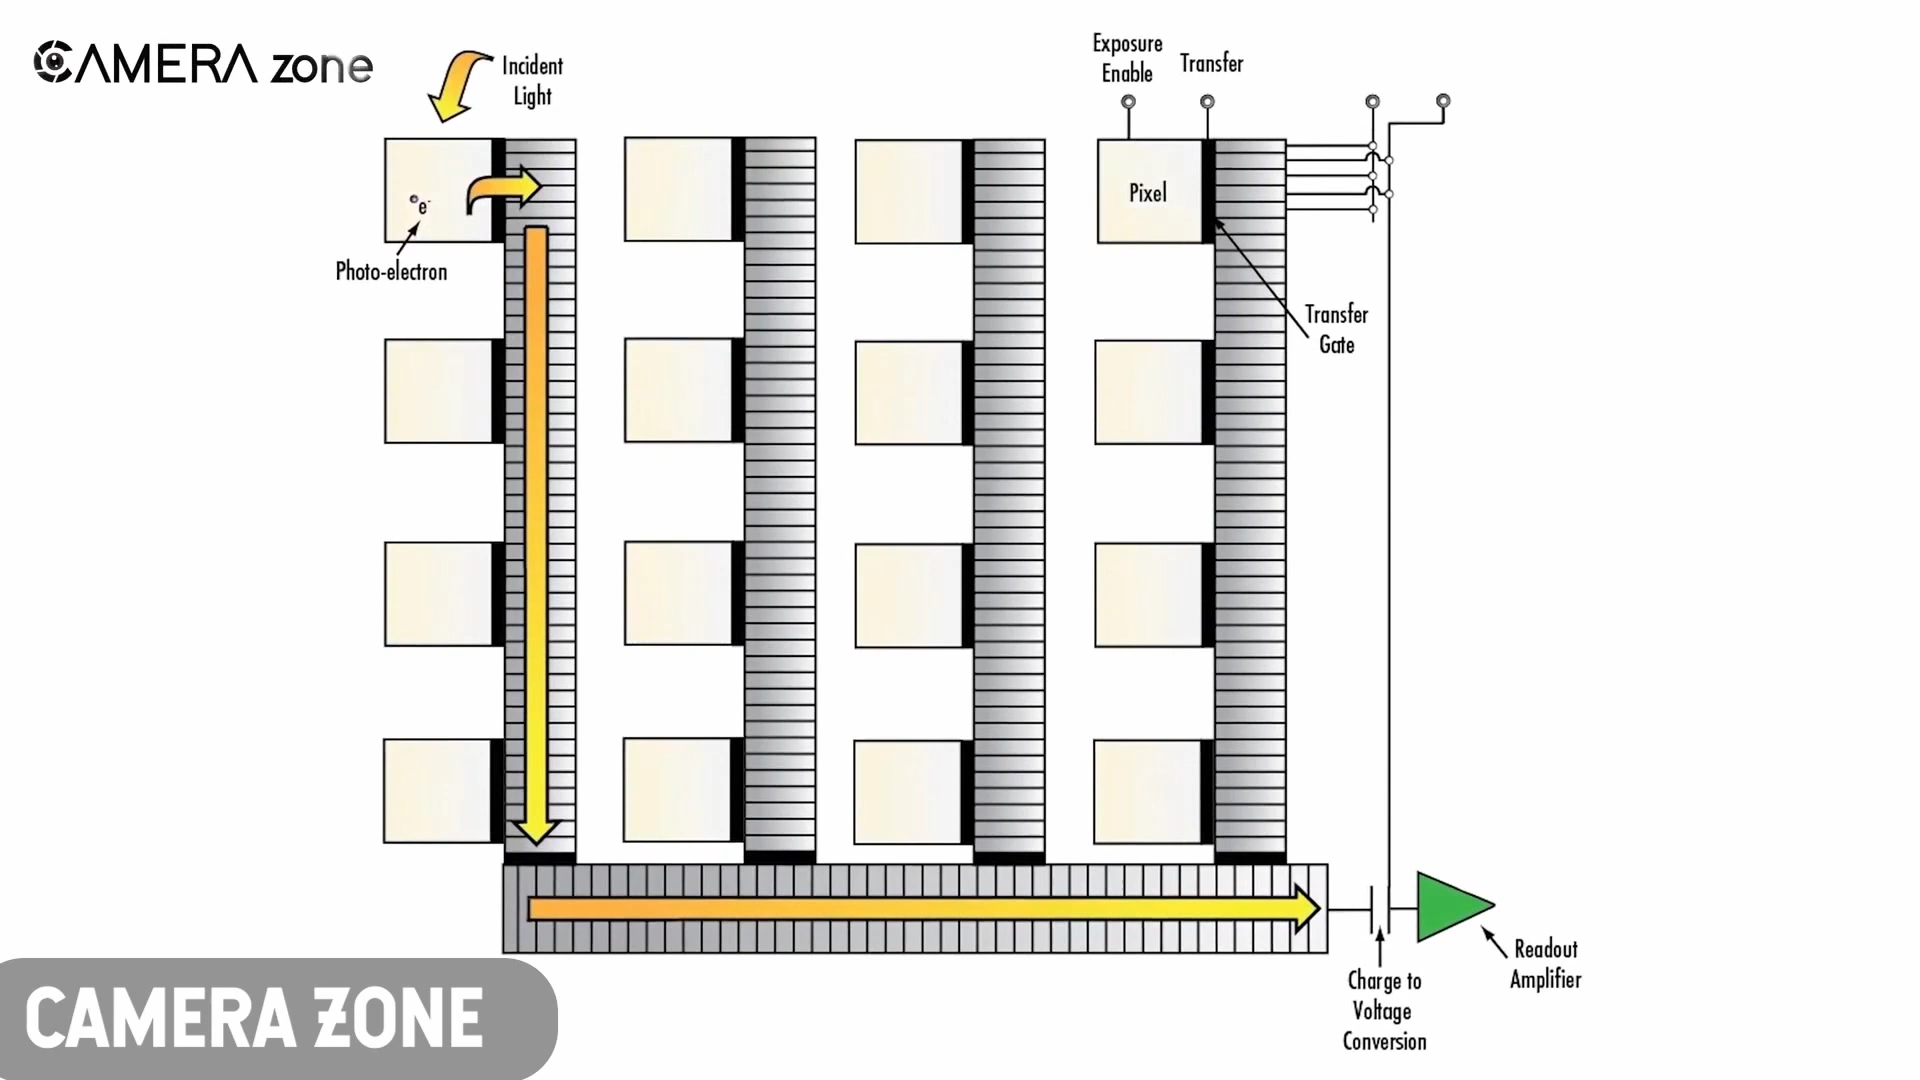 CAMERA zone
Incident
Light
Exposure
Enable
Transfer
e-
Pixel
Photo-electron
Transfer
Gate
Readout
Amplifier
Charge to
Voltage
Conversion
CAMERA ZONE